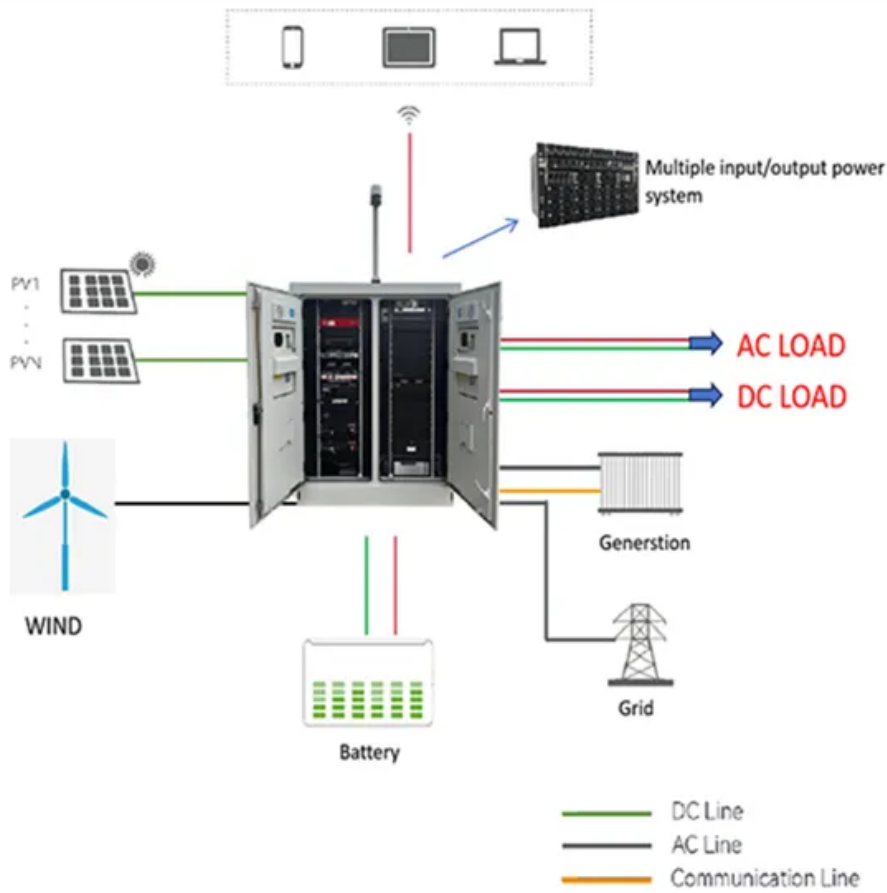 Multiple input/output power
system
PV1
PVN
AC LOAD
DC LOAD
Generstion
WIND
Grid
Battery
DC Line
AC Line
Communication Line